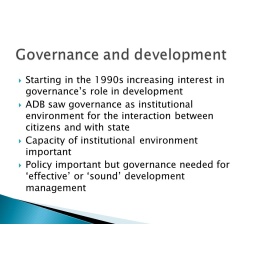 Governance and development
Starting in the 1990s increasing interest in
governance's role in development
ADB saw governance as institutional
environment for the interaction between
citizens and with state
Capacity of institutional environment
important
Policy important but governance needed for
‘effective’ or ‘sound’ development
management